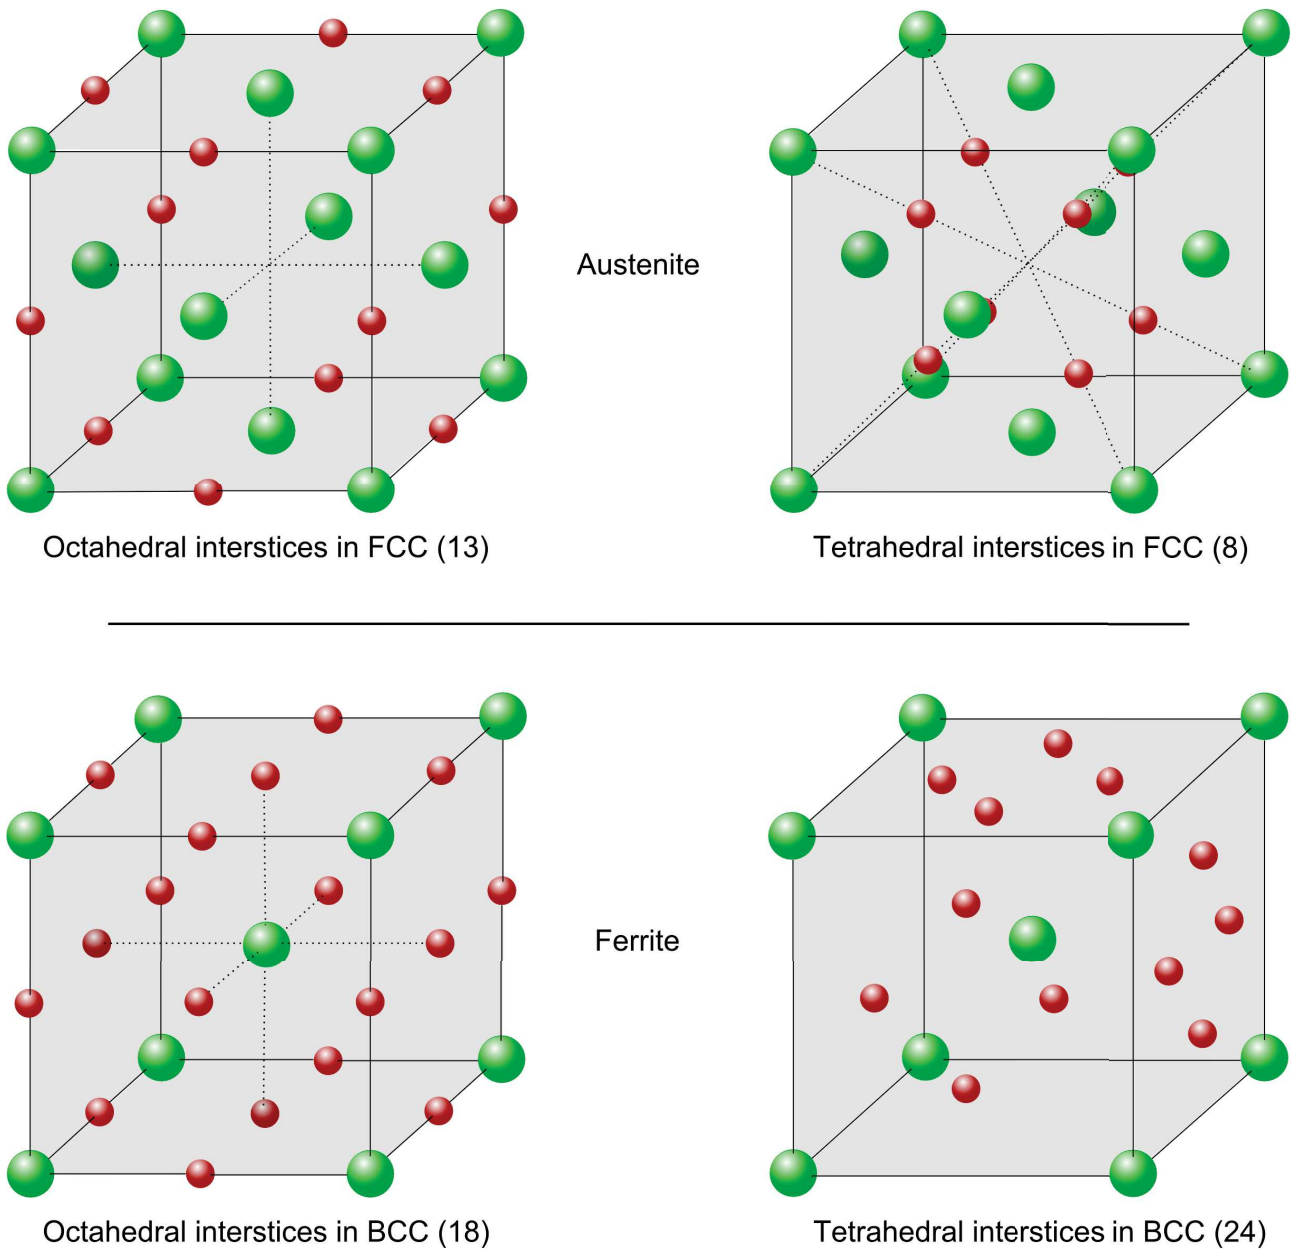 Austenite
Octahedral interstices in FCC (13)
Tetrahedral interstices in FCC (8)
Ferrite
Octahedral interstices in BCC (18)
Tetrahedral interstices in BCC (24)